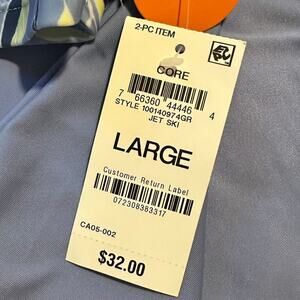 2-PC ITEM
CORE
7 66360 44446 4
STYLE 100140974GR
JET SKI
LARGE
Customer Return Label
072308383317
CA05-002
$32.00